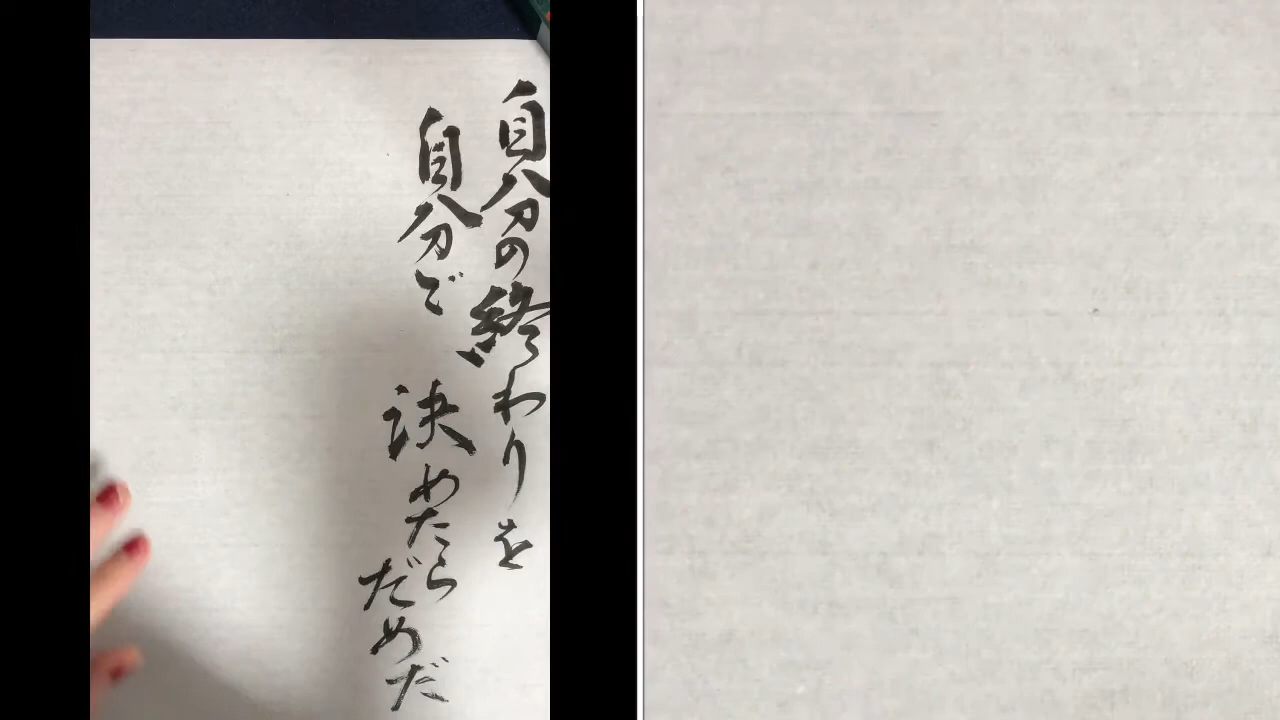 自分の終わりを
自分で 決めたら
だめだ